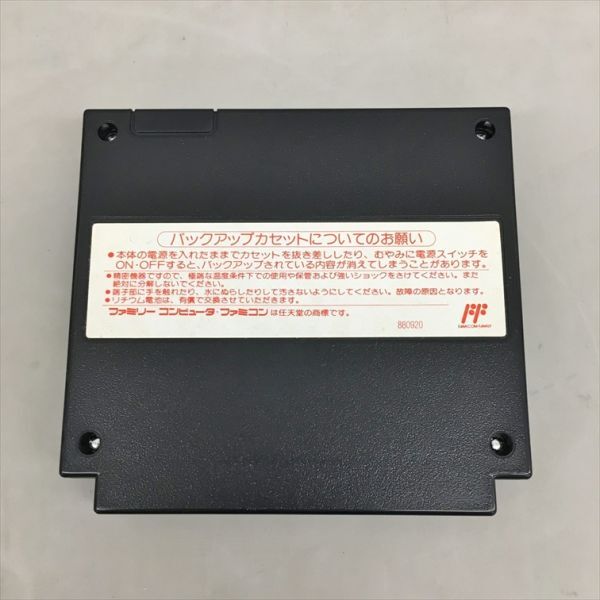 バックアップカセットについてのお願い
●本体の電源を入れたままでカセットを抜き差ししたり、むやみに電源スイッチを
ON・OFFすると、バックアップされている内容が消えてしまうことがあります。
●精密機器ですので、極端な温度条件下での使用や保管および強いショックをさけてください。また
絶対に分解しないでください。
●端子部に手を触れたり、水にぬらしたりして汚さないようにしてください。故障の原因となります。
●リチウム電池は、有償で交換させていただきます。
ファミリーコンピュータ・ファミコンは任天堂の商標です。
880920
FAMICOM FAMILY